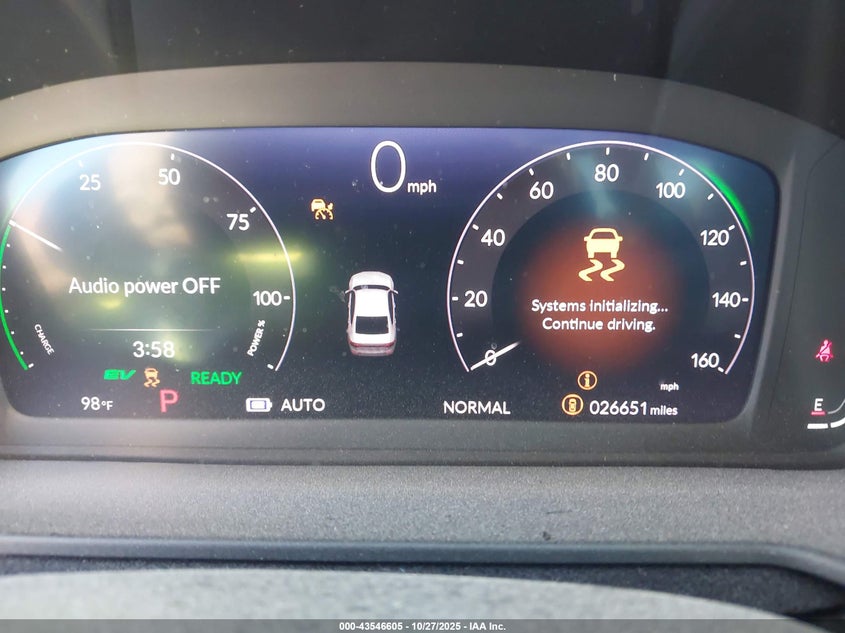 0 mph
25
50
75
100
Audio power OFF
3:58
CHARGE
POWER %
EV
READY
98°F
P
AUTO
0
20
40
60
80
100
120
140
160
Systems initializing...
Continue driving.
mph
NORMAL
026651 miles
E
000-43546605 | 10/27/2025 | IAA Inc.